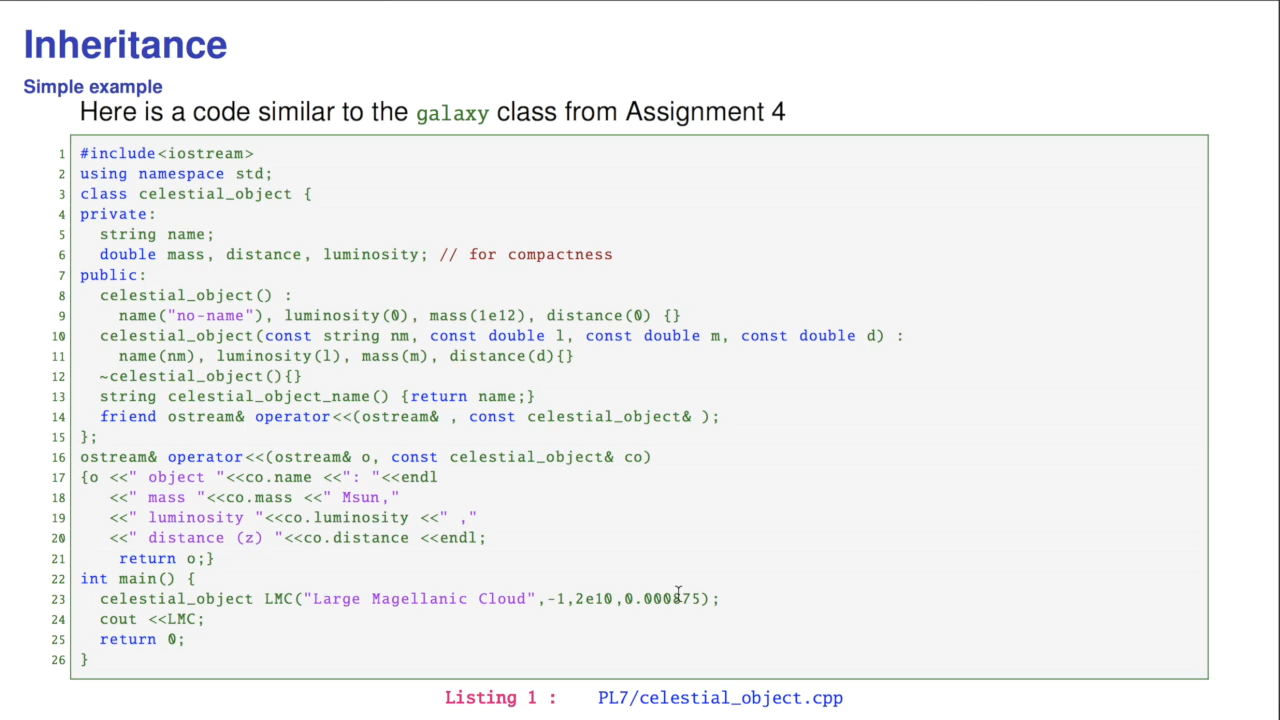 Inheritance
Simple example
Here is a code similar to the galaxy class from Assignment 4
1 #include<iostream>
2 using namespace std;
3 class celestial_object {
4 private:
5 string name;
6 double mass, distance, luminosity; // for compactness
7 public:
8 celestial_object() :
9 name("no-name"), luminosity(0), mass(1e12), distance(0) {}
10 celestial_object(const string nm, const double l, const double m, const double d) :
11 name(nm), luminosity(l), mass(m), distance(d){}
12 ~celestial_object(){}
13 string celestial_object_name() {return name;}
14 friend ostream& operator<<(ostream& , const celestial_object& );
15 };
16 ostream& operator<<(ostream& o, const celestial_object& co)
17 {o <<" object "<<co.name <<": "<<endl
18 <<" mass "<<co.mass <<" Msun,"
19 <<" luminosity "<<co.luminosity <<" ,"
20 <<" distance (z) "<<co.distance <<endl;
21 return o;}
22 int main() {
23 celestial_object LMC("Large Magellanic Cloud",-1,2e10,0.000875);
24 cout <<LMC;
25 return 0;
26 }
Listing 1 : PL7/celestial_object.cpp